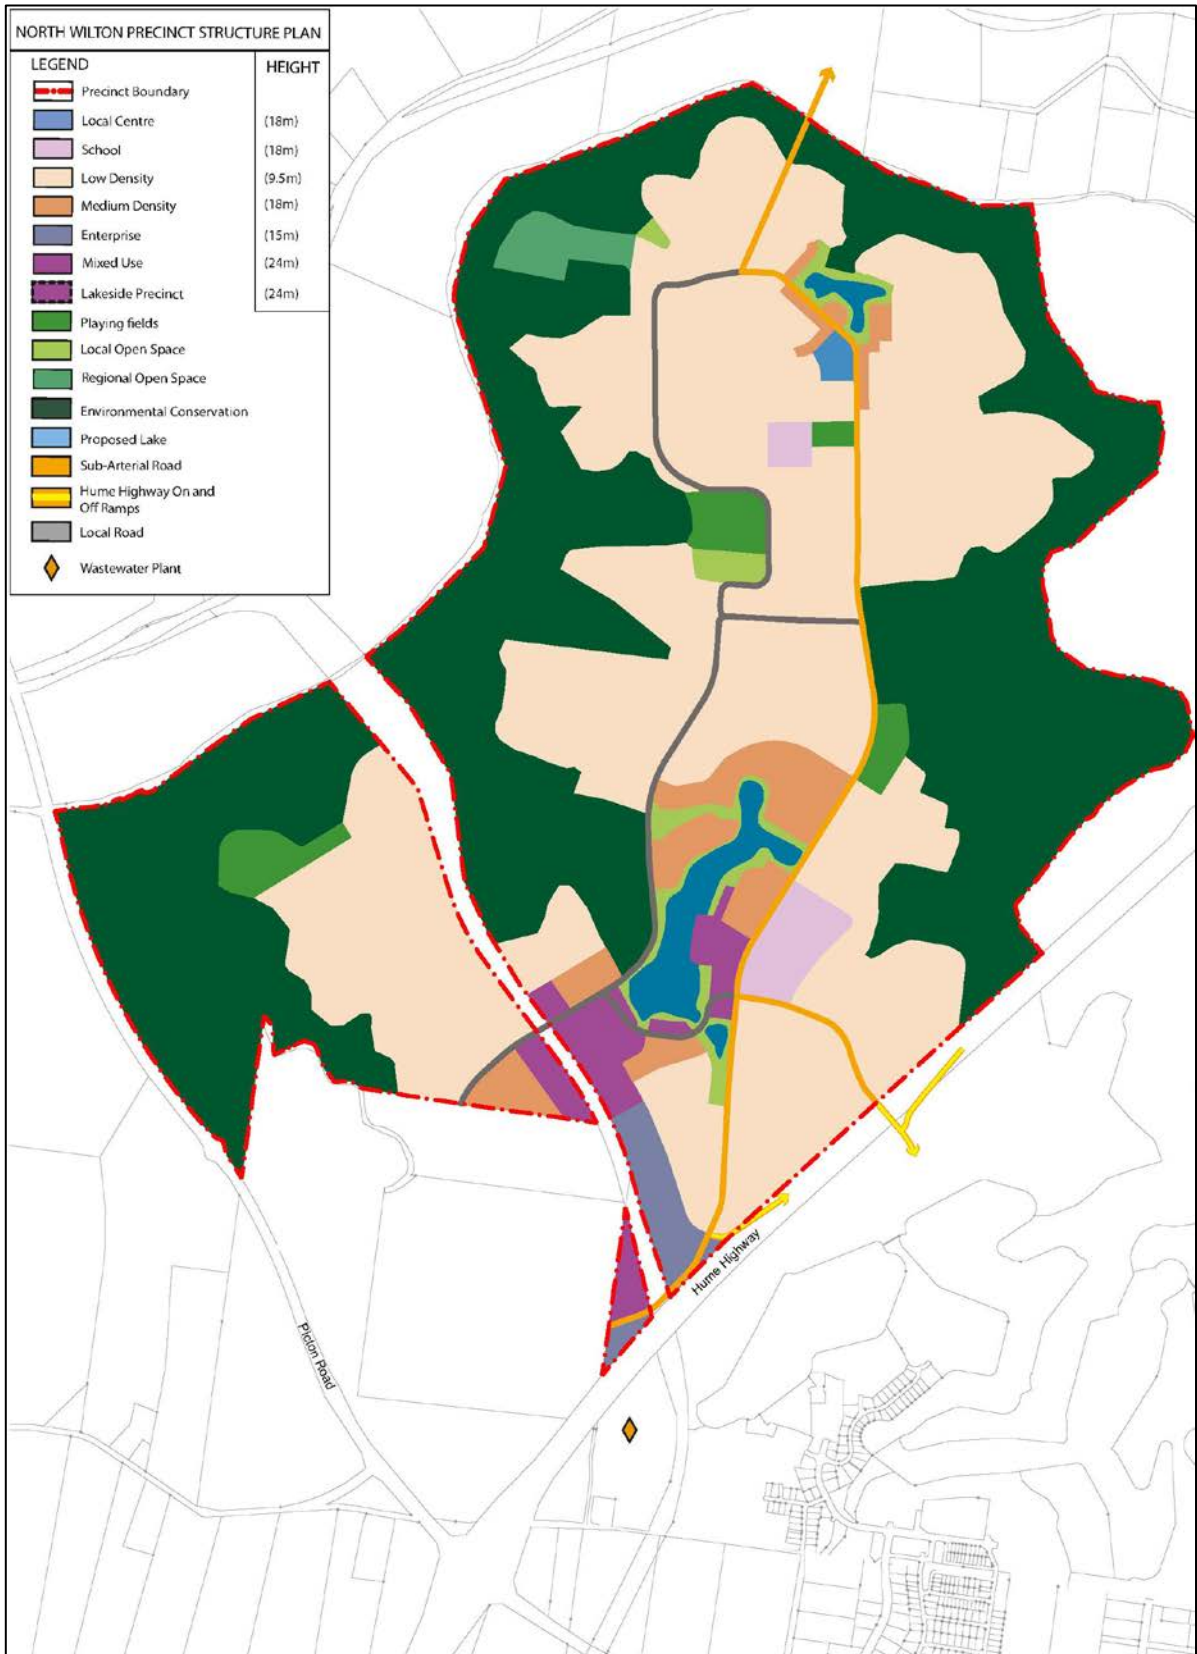 NORTH WILTON PRECINCT STRUCTURE PLAN
LEGEND HEIGHT
Precinct Boundary
Local Centre (18m)
School (18m)
Low Density (9.5m)
Medium Density (18m)
Enterprise (15m)
Mixed Use (24m)
Lakeside Precinct (24m)
Playing fields
Local Open Space
Regional Open Space
Environmental Conservation
Proposed Lake
Sub-Arterial Road
Hume Highway On and
Off Ramps
Local Road
Wastewater Plant
Hume Highway
Picton Road